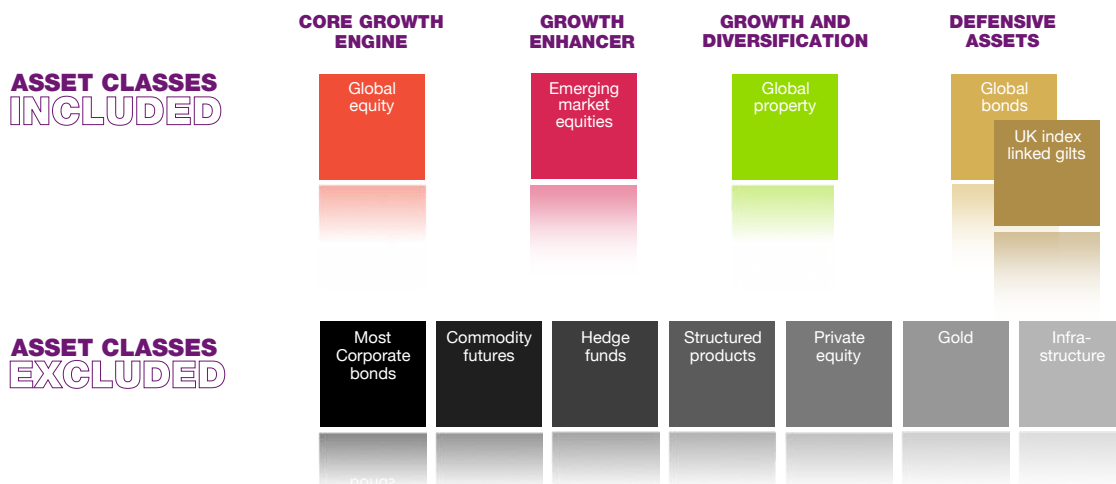 CORE GROWTH
ENGINE
GROWTH
ENHANCER
GROWTH AND
DIVERSIFICATION
DEFENSIVE
ASSETS
ASSET CLASSES
INCLUDED
Global
equity
Emerging
market
equities
Global
property
Global
bonds
UK index
linked gilts
ASSET CLASSES
EXCLUDED
Most
Corporate
bonds
Commodity
futures
Hedge
funds
Structured
products
Private
equity
Gold
Infra-
structure